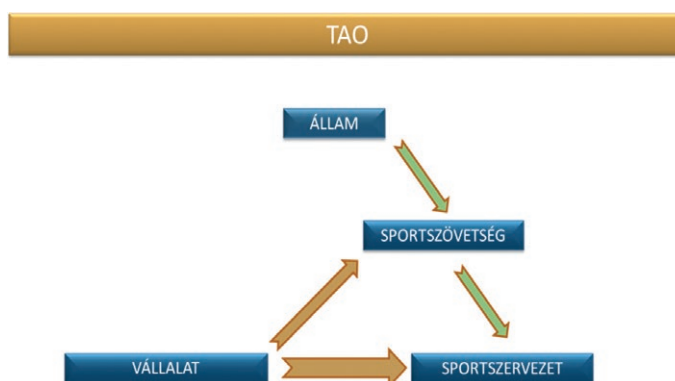 TAO
ÁLLAM
SPORTSZÖVETSÉG
VÁLLALAT
SPORTSZERVEZET